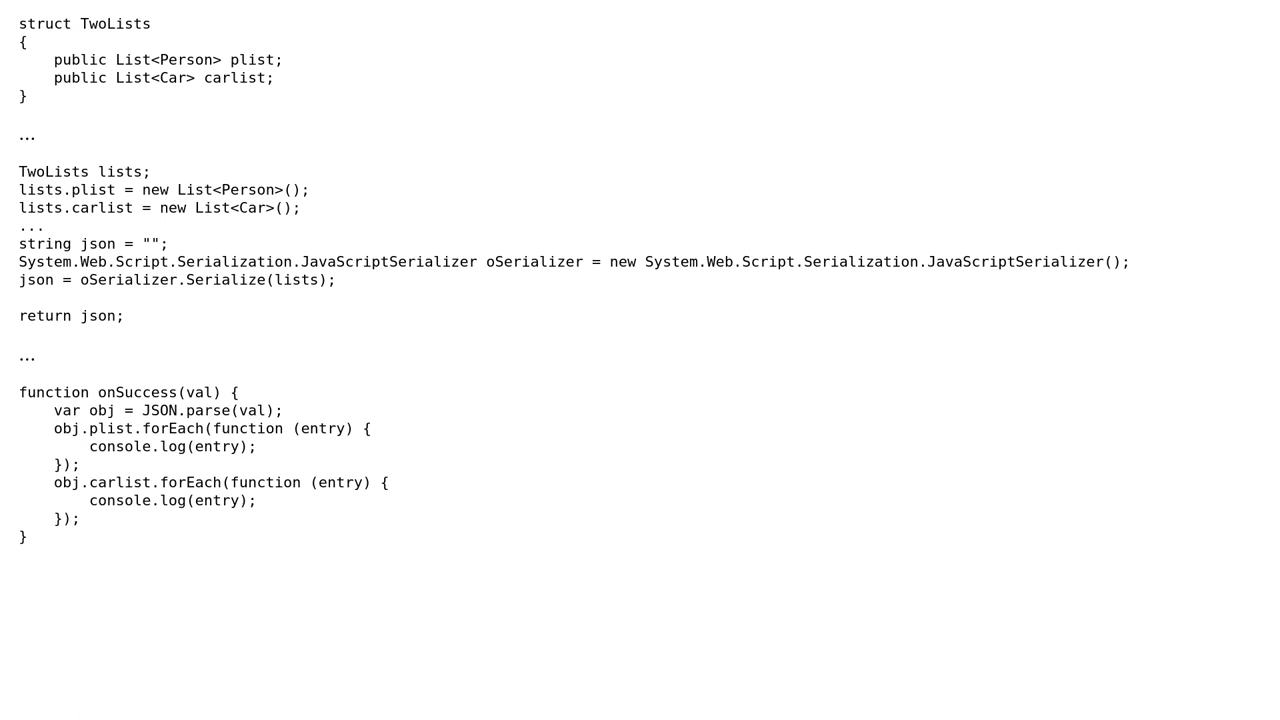 struct TwoLists
{
    public List<Person> plist;
    public List<Car> carlist;
}

...

TwoLists lists;
lists.plist = new List<Person>();
lists.carlist = new List<Car>();
...
string json = "";
System.Web.Script.Serialization.JavaScriptSerializer oSerializer = new System.Web.Script.Serialization.JavaScriptSerializer();
json = oSerializer.Serialize(lists);

return json;

...

function onSuccess(val) {
    var obj = JSON.parse(val);
    obj.plist.forEach(function (entry) {
        console.log(entry);
    });
    obj.carlist.forEach(function (entry) {
        console.log(entry);
    });
}